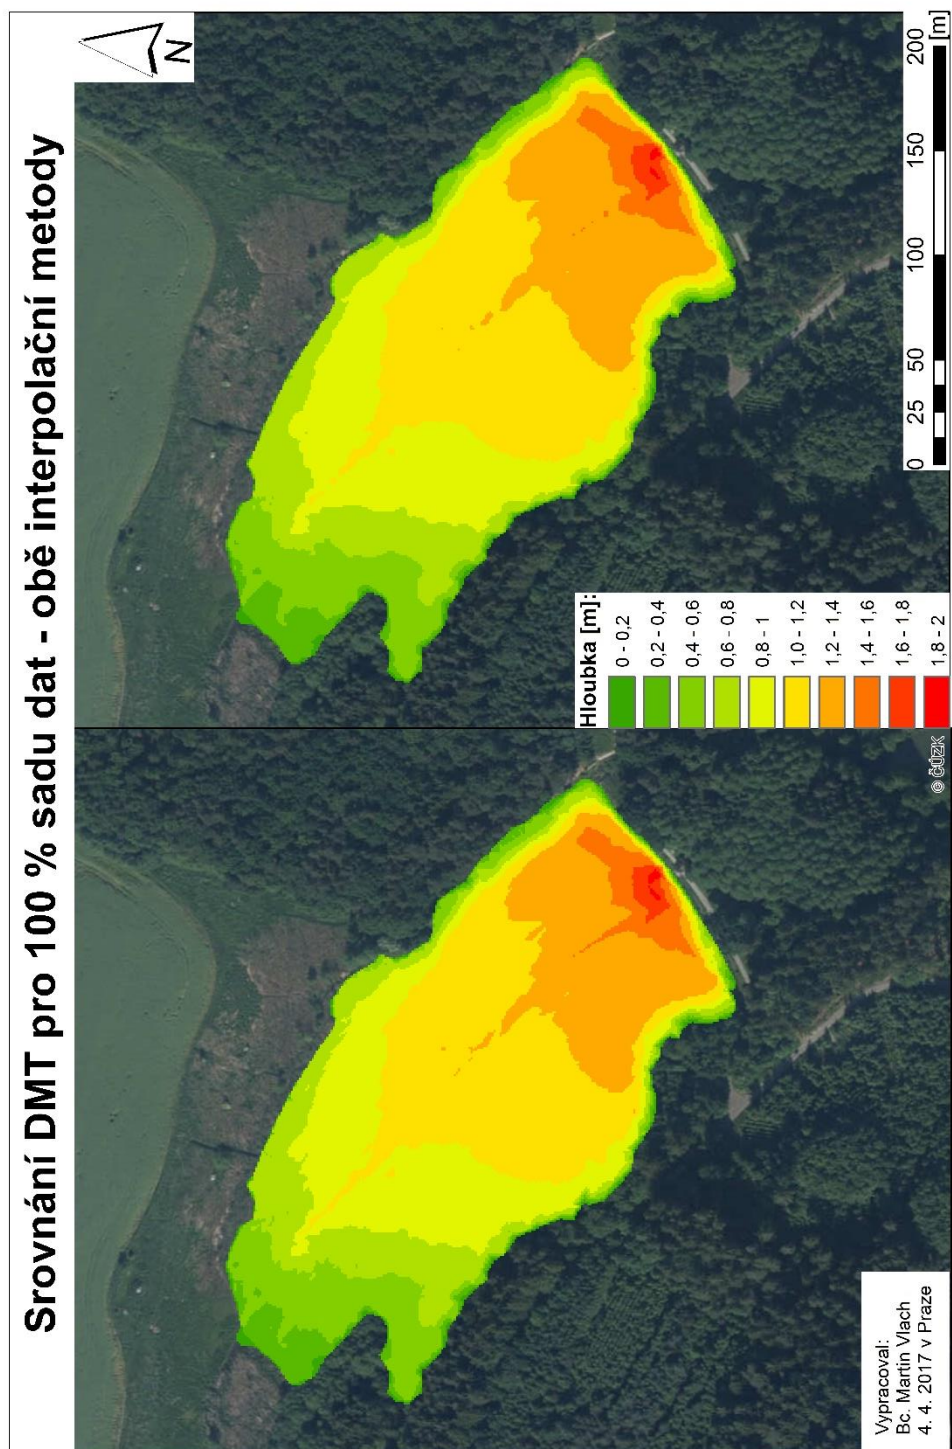 Srovnání DMT pro 100 % sadu dat - obě interpolační metody
N
Hloubka [m]:
0 - 0,2
0,2 - 0,4
0,4 - 0,6
0,6 - 0,8
0,8 - 1
1,0 - 1,2
1,2 - 1,4
1,4 - 1,6
1,6 - 1,8
1,8 - 2
Vypracoval:
Bc. Martin Vlach
4. 4. 2017 v Praze
© ČÚZK
0 25 50 100 150 200
[m]